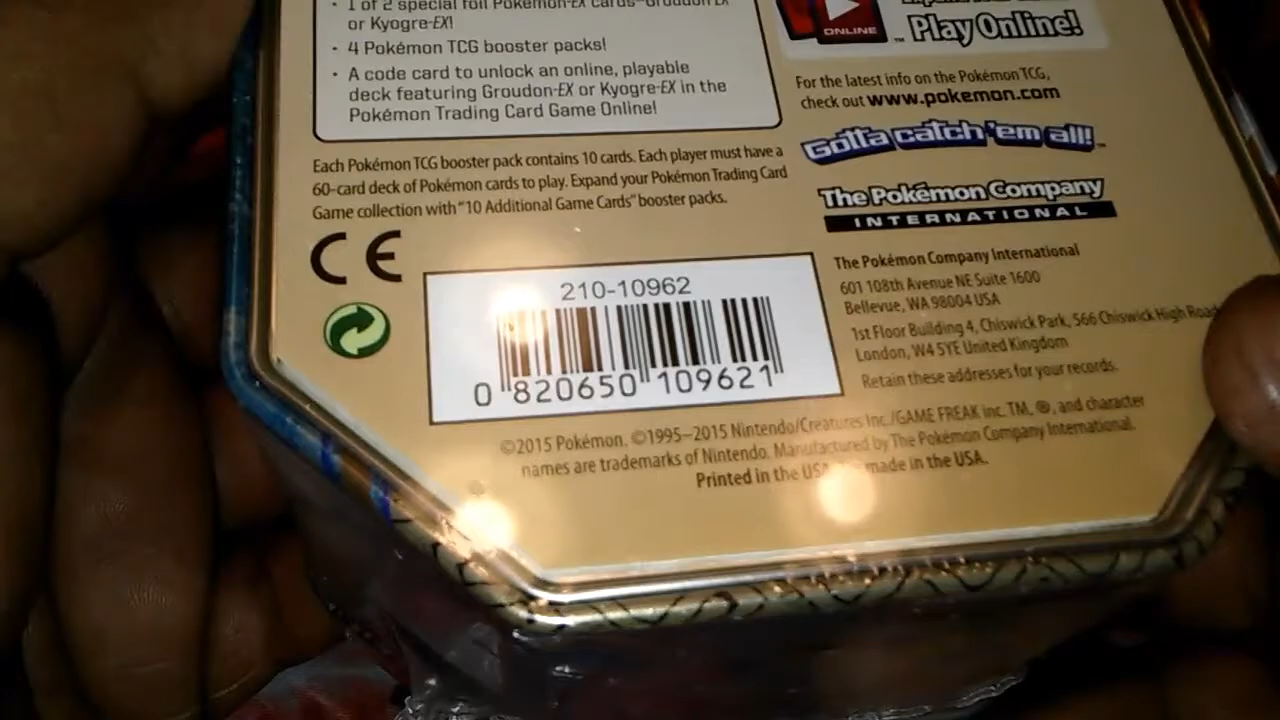 • 1 of 2 special foil Pokémon-EX cards–Groudon-EX
or Kyogre-EX!
• 4 Pokémon TCG booster packs!
• A code card to unlock an online, playable
deck featuring Groudon-EX or Kyogre-EX in the
Pokémon Trading Card Game Online!
Each Pokémon TCG booster pack contains 10 cards. Each player must have a
60-card deck of Pokémon cards to play. Expand your Pokémon Trading Card
Game collection with "10 Additional Game Cards" booster packs.
CE
210-10962
0 820650 109621
ONLINE
™ Play Online!
For the latest info on the Pokémon TCG,
check out www.pokemon.com
Gotta catch 'em all!™
The Pokémon Company
INTERNATIONAL
The Pokémon Company International
601 108th Avenue NE Suite 1600
Bellevue, WA 98004 USA
1st Floor Building 4, Chiswick Park, 566 Chiswick High Road
London, W4 5YE United Kingdom
Retain these addresses for your records.
©2015 Pokémon. ©1995–2015 Nintendo/Creatures Inc./GAME FREAK inc. TM, ®, and character
names are trademarks of Nintendo. Manufactured by The Pokémon Company International.
Printed in the USA made in the USA.